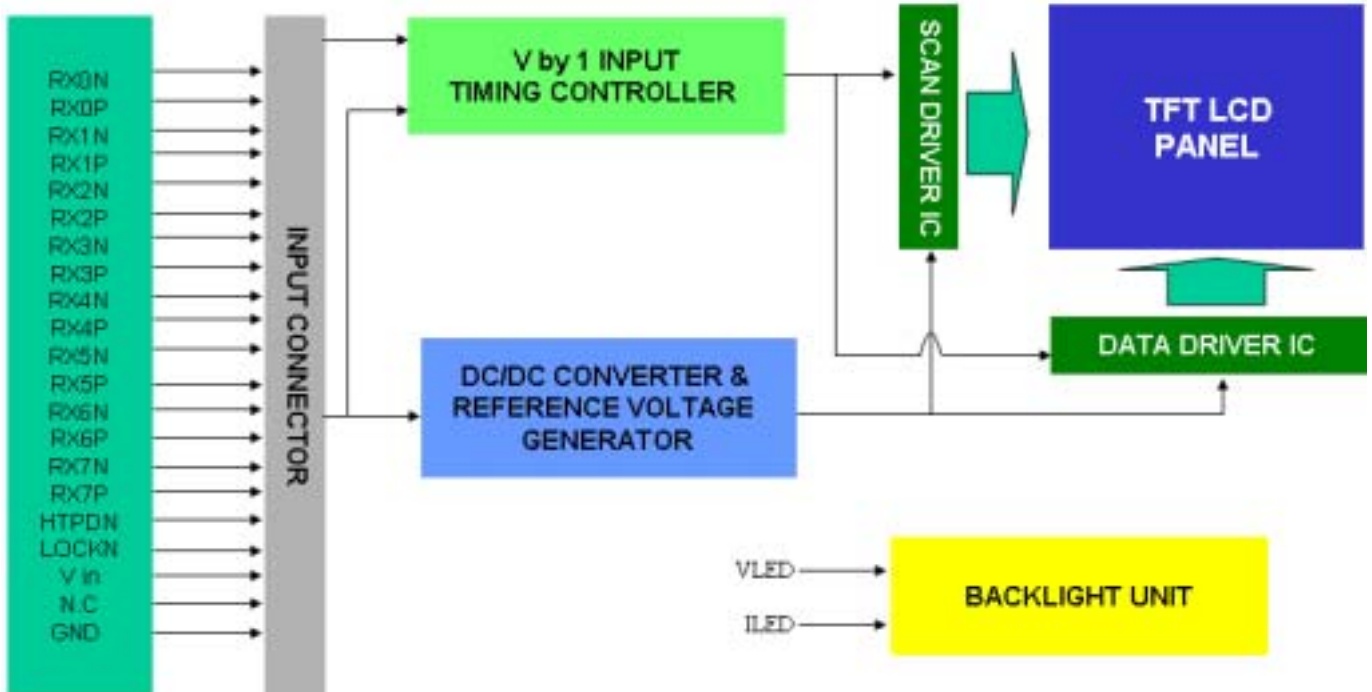 RX0N
RX0P
RX1N
RX1P
RX2N
RX2P
RX3N
RX3P
RX4N
RX4P
RX5N
RX5P
RX6N
RX6P
RX7N
RX7P
HTPDN
LOCKN
V in
N.C
GND
INPUT CONNECTOR
V by 1 INPUT
TIMING CONTROLLER
DC/DC CONVERTER &
REFERENCE VOLTAGE
GENERATOR
SCAN DRIVER IC
TFT LCD
PANEL
DATA DRIVER IC
VLED
ILED
BACKLIGHT UNIT